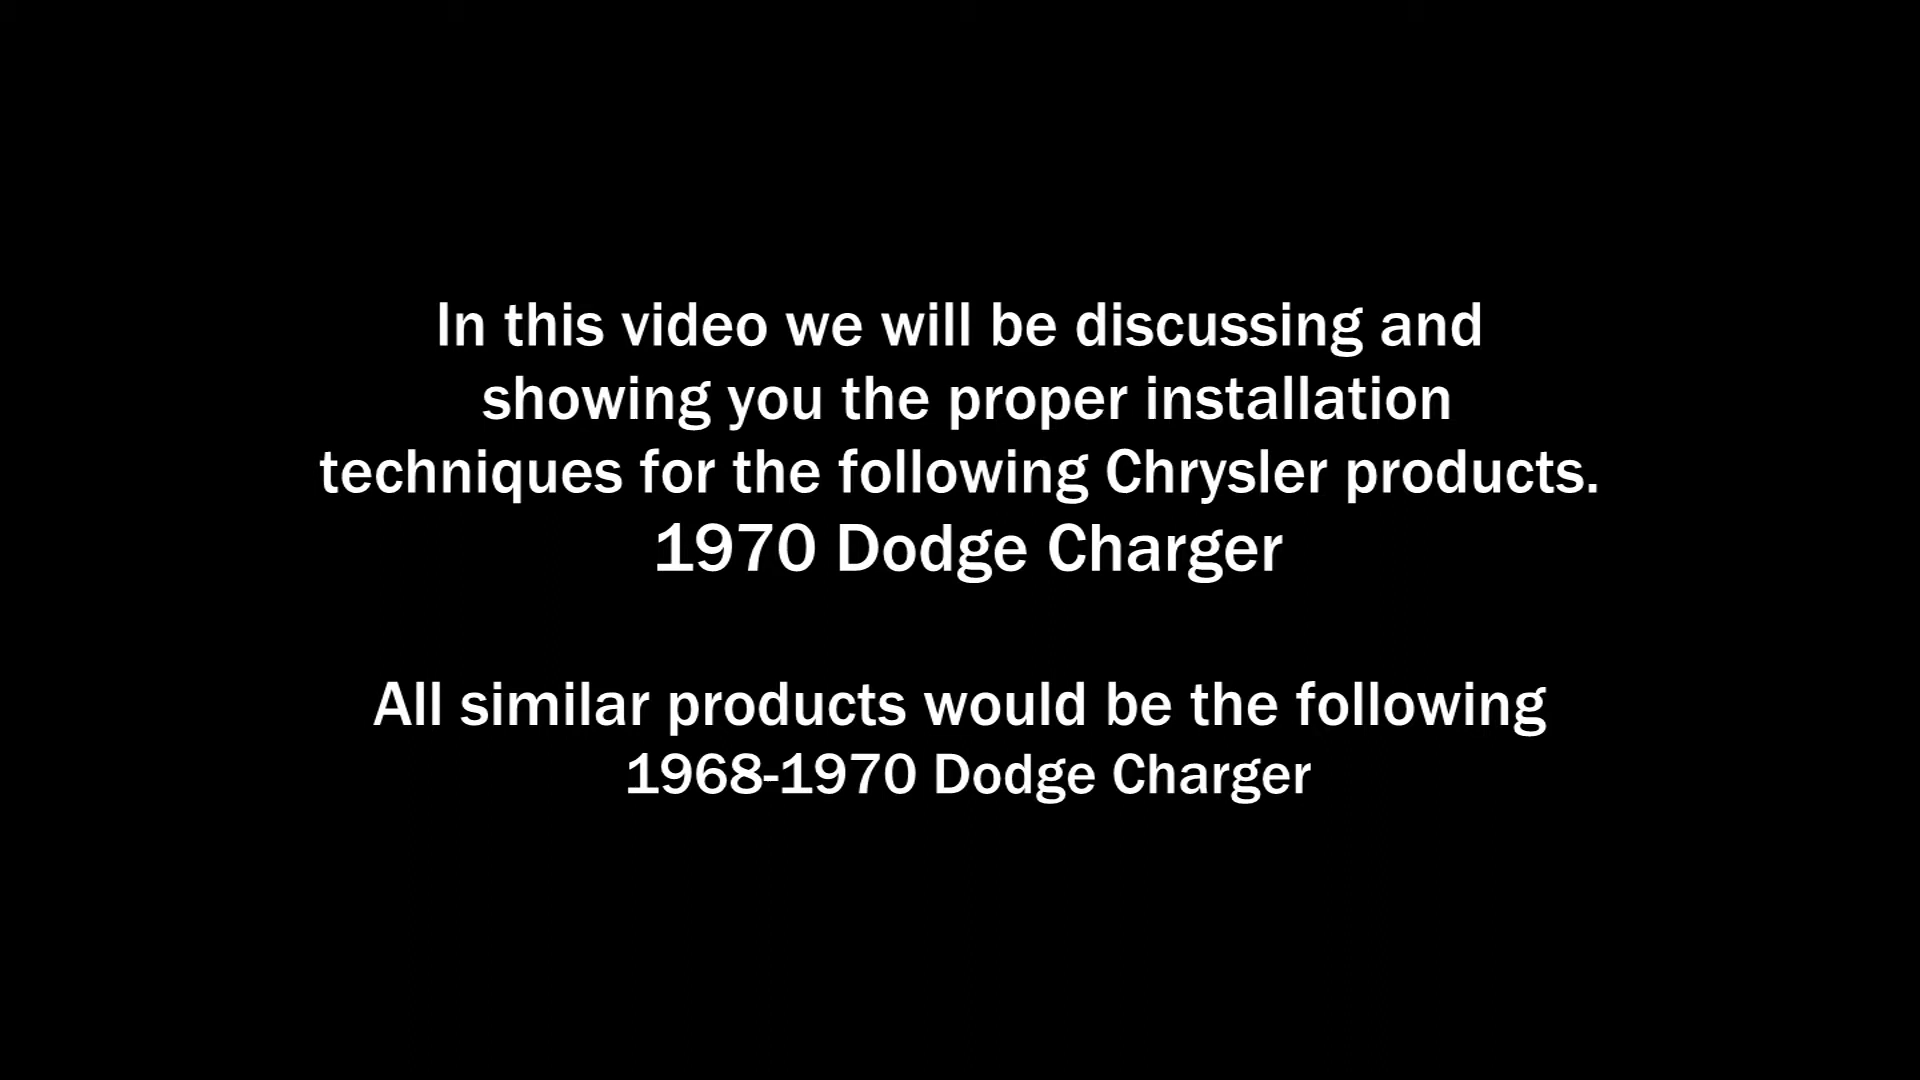 In this video we will be discussing and
showing you the proper installation
techniques for the following Chrysler products.
1970 Dodge Charger
All similar products would be the following
1968-1970 Dodge Charger